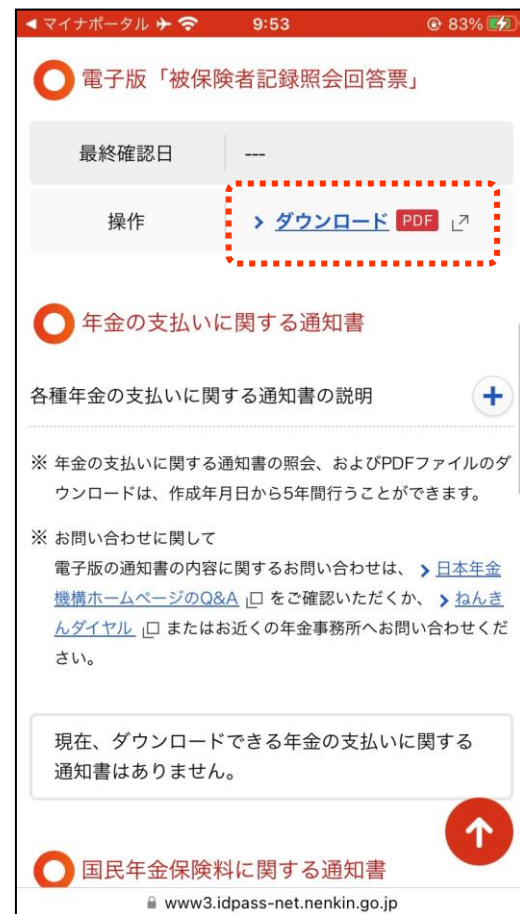 ◀ マイナポータル 9:53 83%
電子版「被保険者記録照会回答票」
最終確認日 ---
操作 > ダウンロード PDF
年金の支払いに関する通知書
各種年金の支払いに関する通知書の説明 +
※ 年金の支払いに関する通知書の照会、およびPDFファイルのダ
ウンロードは、作成年月日から5年間行うことができます。
※ お問い合わせに関して
電子版の通知書の内容に関するお問い合わせは、 > 日本年金
機構ホームページのQ&A をご確認いただくか、 > ねんき
んダイヤル またはお近くの年金事務所へお問い合わせくだ
さい。
現在、ダウンロードできる年金の支払いに関する
通知書はありません。
国民年金保険料に関する通知書
www3.idpass-net.nenkin.go.jp